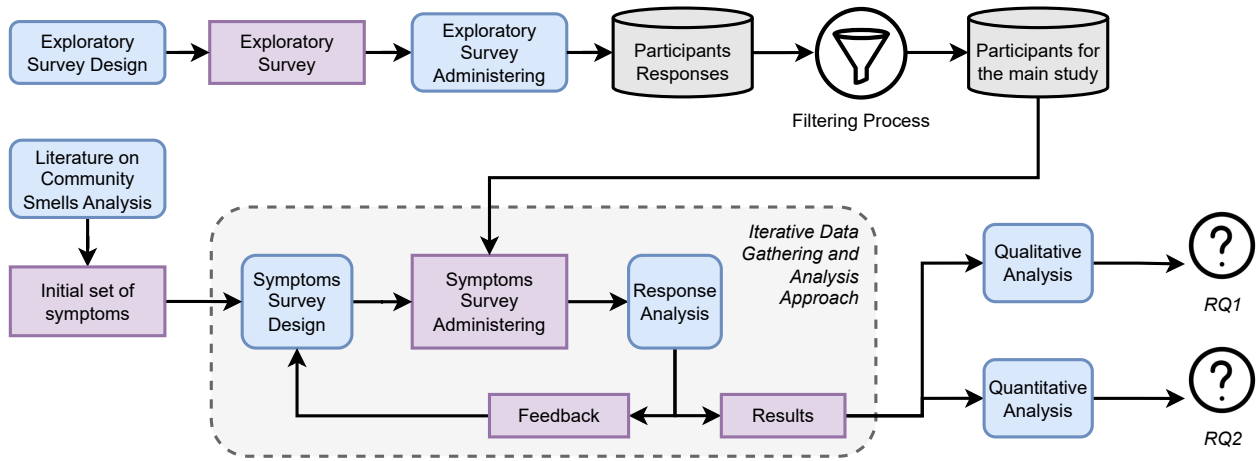 Exploratory
Survey Design
Exploratory
Survey
Exploratory
Survey
Administering
Participants
Responses
Filtering Process
Participants for
the main study
Literature on
Community
Smells Analysis
Initial set of
symptoms
Iterative Data
Gathering and
Analysis
Approach
Symptoms
Survey
Design
Symptoms
Survey
Administering
Response
Analysis
Feedback
Results
Qualitative
Analysis
?
RQ1
Quantitative
Analysis
?
RQ2